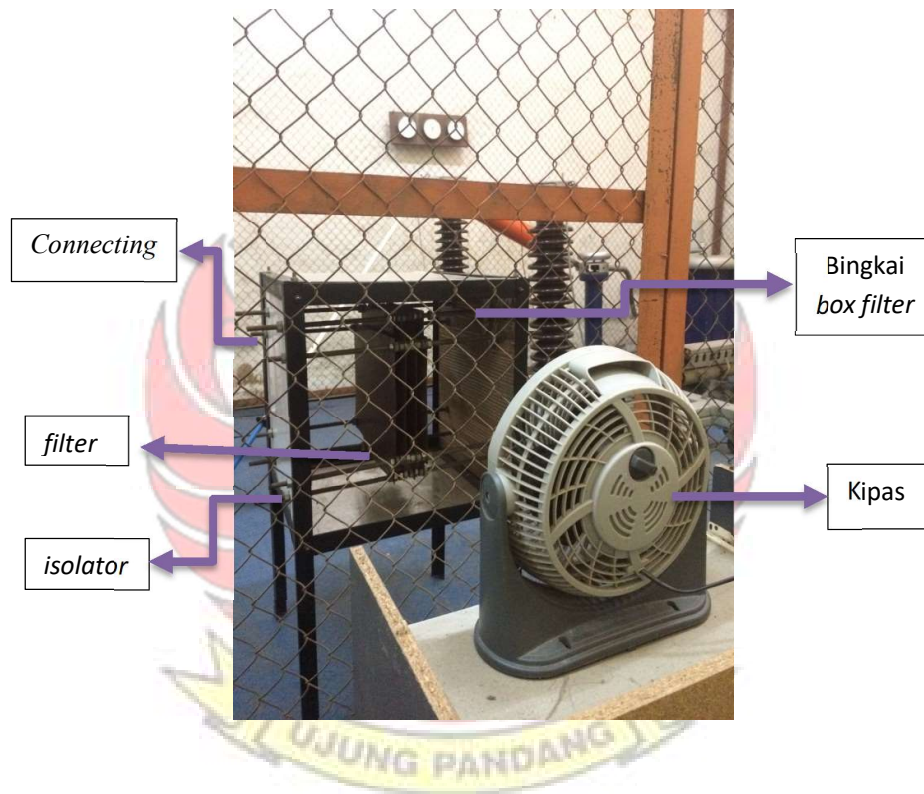 Connecting
Bingkai
box filter
filter
Kipas
isolator
UJUNG PANDANG